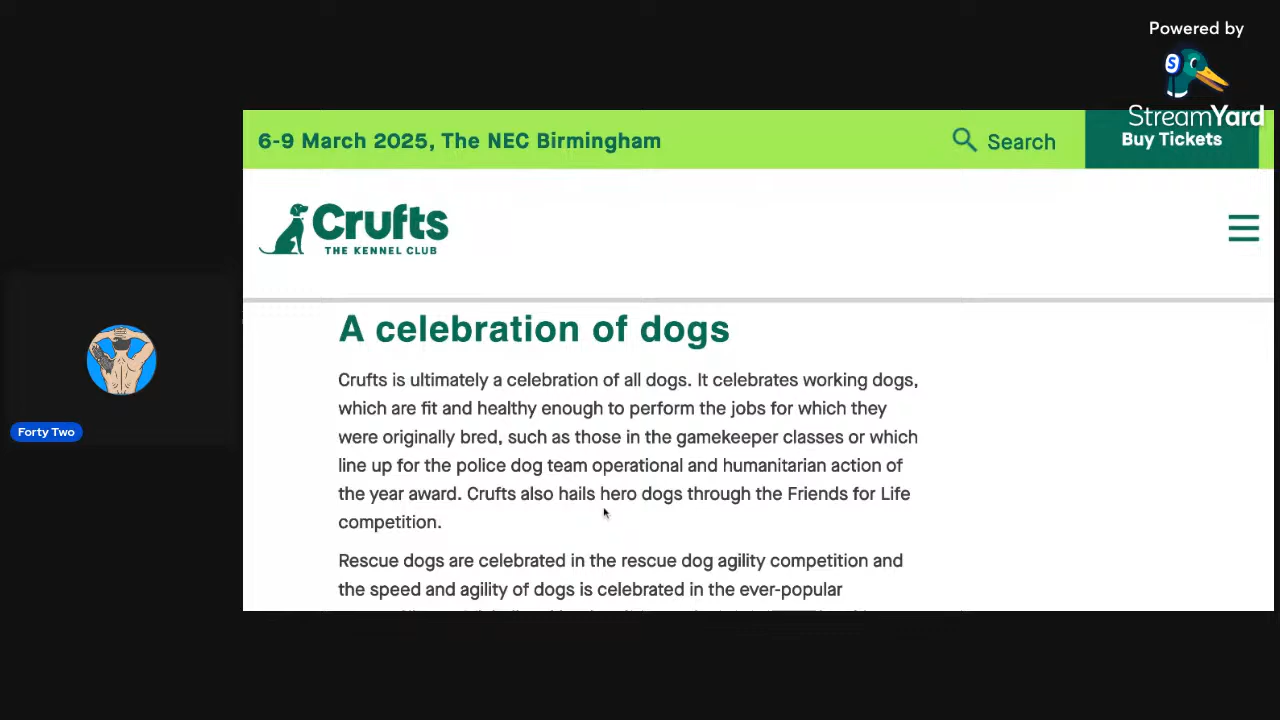 Powered by
S
StreamYard
6-9 March 2025, The NEC Birmingham
Search
Buy Tickets
Crufts
THE KENNEL CLUB
A celebration of dogs
Crufts is ultimately a celebration of all dogs. It celebrates working dogs,
which are fit and healthy enough to perform the jobs for which they
were originally bred, such as those in the gamekeeper classes or which
line up for the police dog team operational and humanitarian action of
the year award. Crufts also hails hero dogs through the Friends for Life
competition.
Rescue dogs are celebrated in the rescue dog agility competition and
the speed and agility of dogs is celebrated in the ever-popular
Forty Two